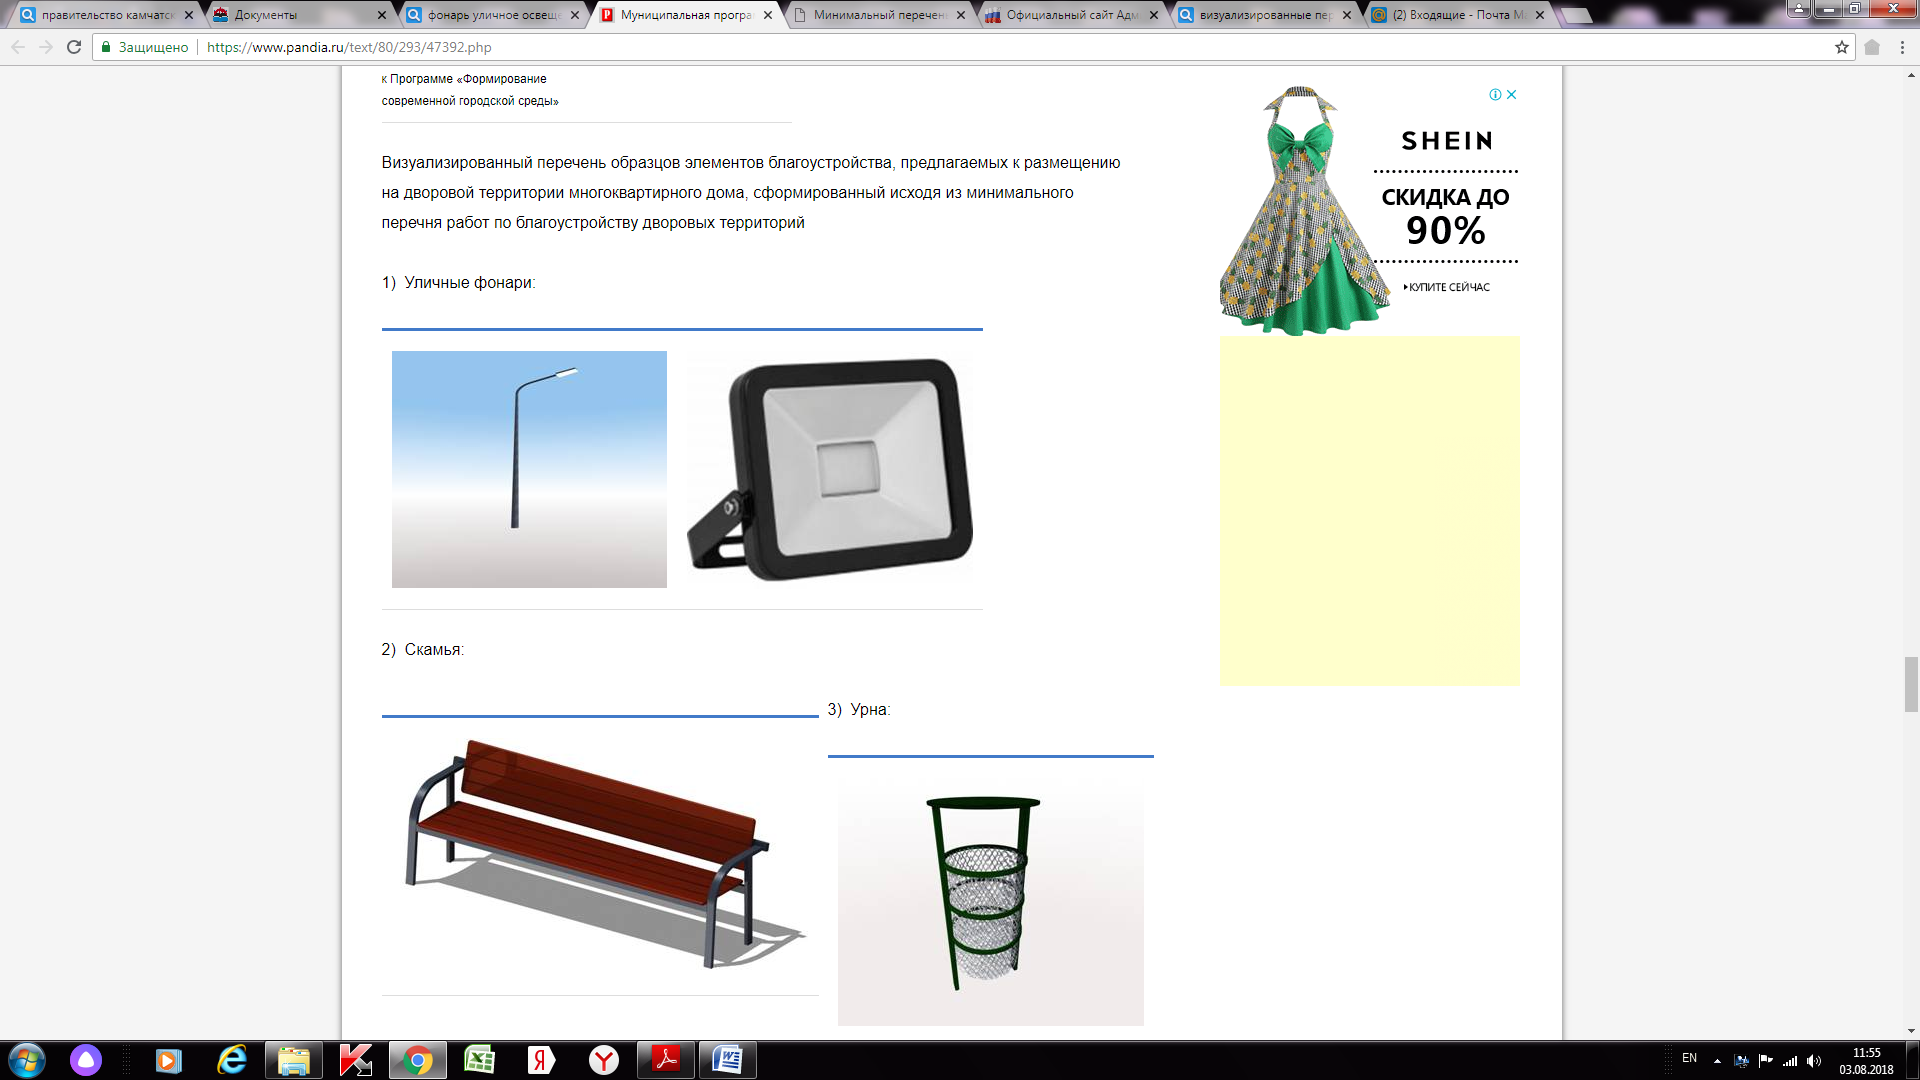 правительство камчатск
Документы
фонарь уличное освеще
Муниципальная програ
Минимальный перечен
Официальный сайт Адм
визуализированные пер
(2) Входящие - Почта M
Защищено
https://www.pandia.ru/text/80/293/47392.php
к Программе «Формирование
современной городской среды»
Визуализированный перечень образцов элементов благоустройства, предлагаемых к размещению
на дворовой территории многоквартирного дома, сформированный исходя из минимального
перечня работ по благоустройству дворовых территорий
1) Уличные фонари:
2) Скамья:
3) Урна:
SHEIN
СКИДКА ДО
90%
КУПИТЕ СЕЙЧАС
EN
11:55
03.08.2018